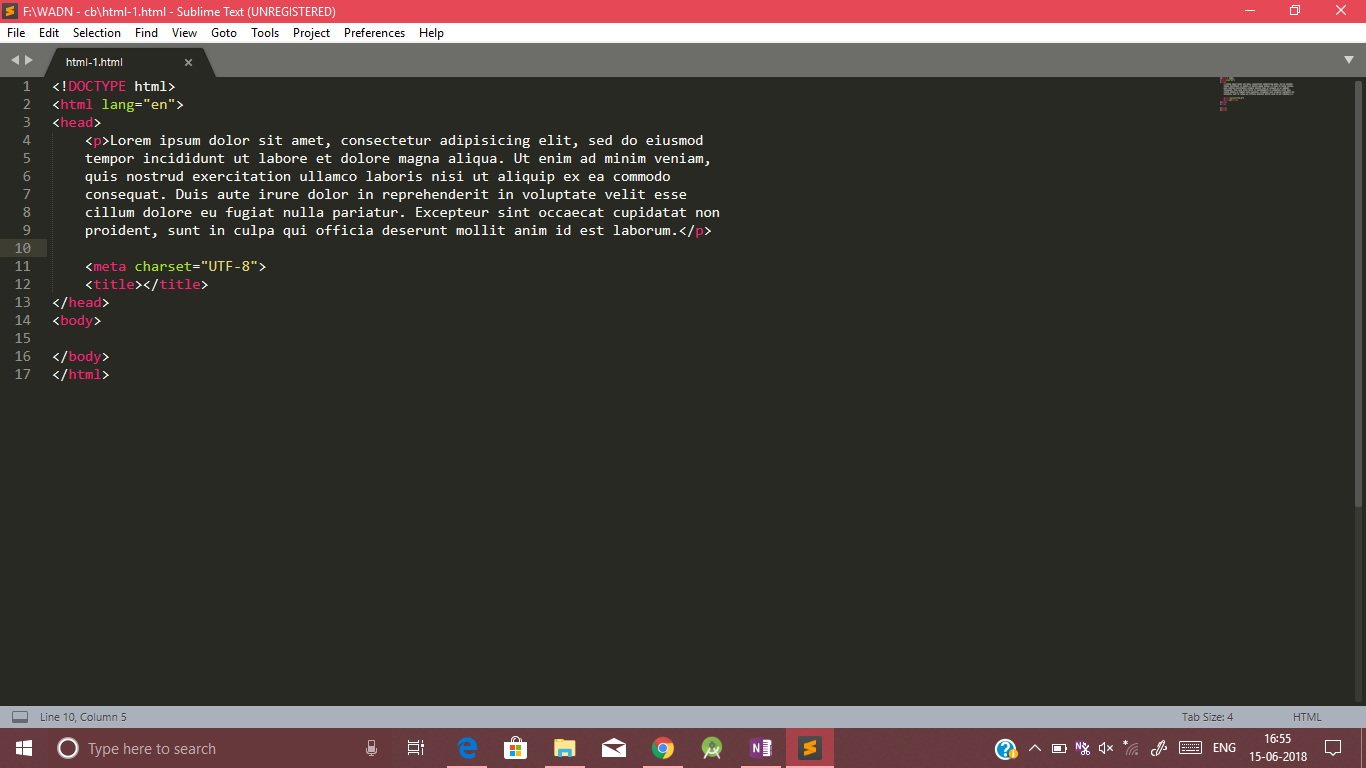 F:\WADN - cb\html-1.html - Sublime Text (UNREGISTERED)
File Edit Selection Find View Goto Tools Project Preferences Help
html-1.html
1 <!DOCTYPE html>
2 <html lang="en">
3 <head>
4 <p>Lorem ipsum dolor sit amet, consectetur adipisicing elit, sed do eiusmod
5 tempor incididunt ut labore et dolore magna aliqua. Ut enim ad minim veniam,
6 quis nostrud exercitation ullamco laboris nisi ut aliquip ex ea commodo
7 consequat. Duis aute irure dolor in reprehenderit in voluptate velit esse
8 cillum dolore eu fugiat nulla pariatur. Excepteur sint occaecat cupidatat non
9 proident, sunt in culpa qui officia deserunt mollit anim id est laborum.</p>
10
11 <meta charset="UTF-8">
12 <title></title>
13 </head>
14 <body>
15
16 </body>
17 </html>
Line 10, Column 5 Tab Size: 4 HTML
Type here to search ENG 16:55
15-06-2018